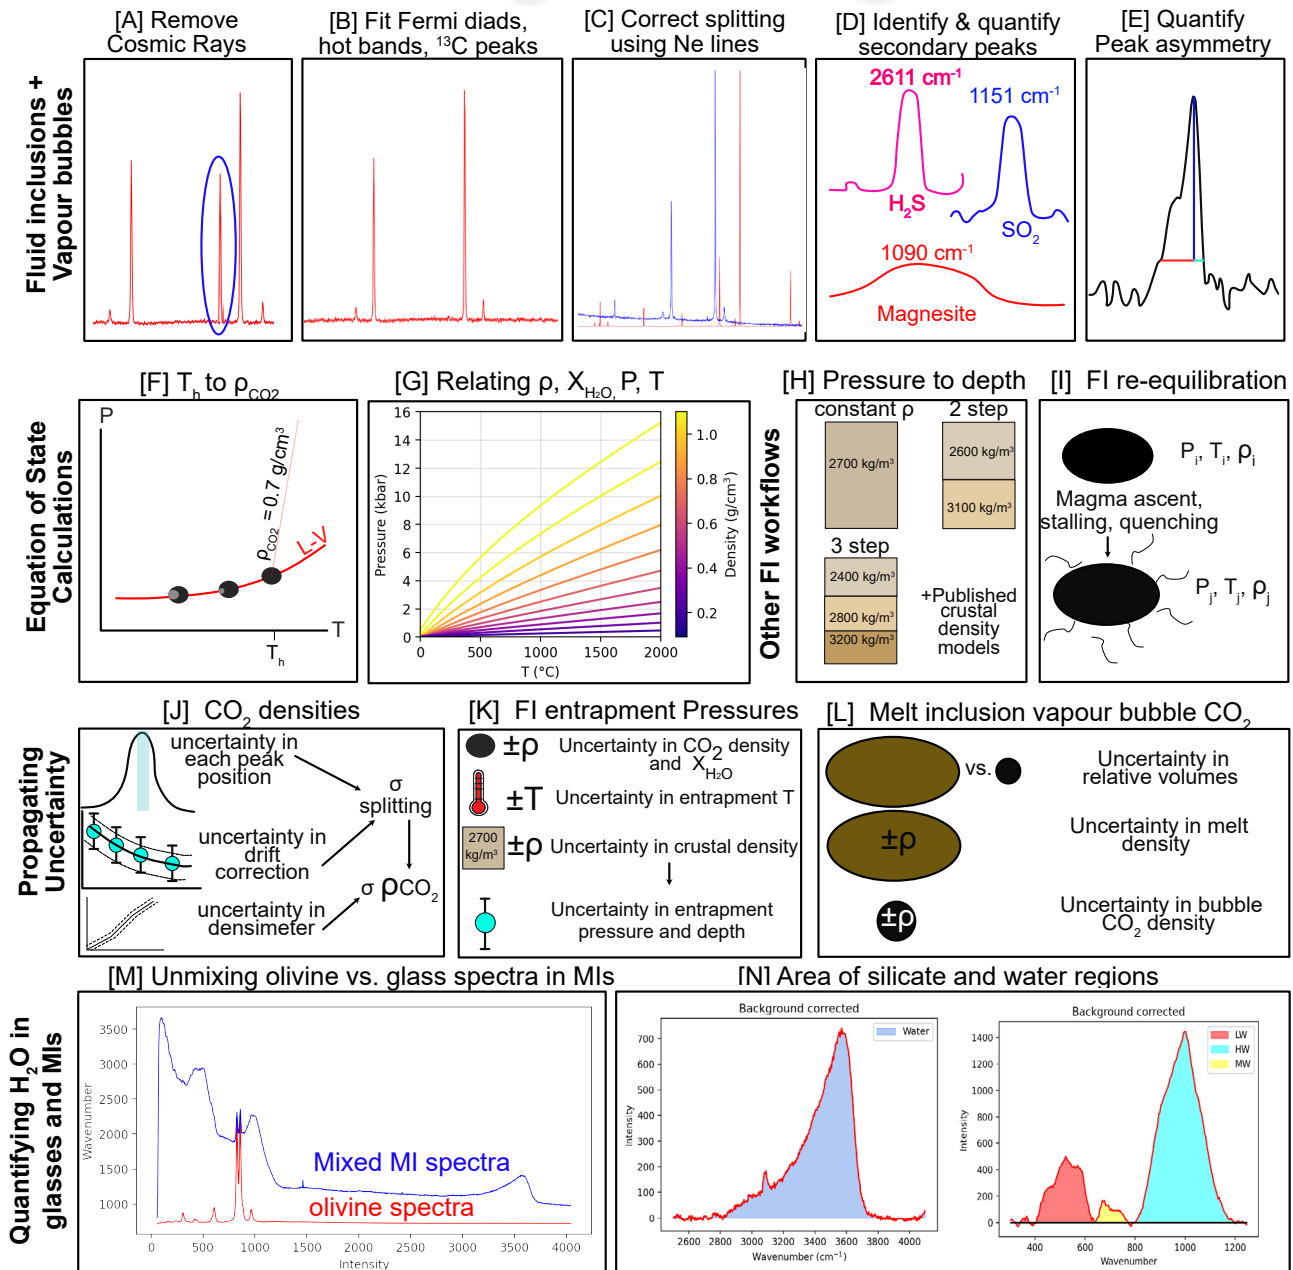 [A] Remove
Cosmic Rays
[B] Fit Fermi diads,
hot bands, ¹³C peaks
[C] Correct splitting
using Ne lines
[D] Identify & quantify
secondary peaks
[E] Quantify
Peak asymmetry
Fluid inclusions +
Vapour bubbles
2611 cm⁻¹
H₂S
1151 cm⁻¹
SO₂
1090 cm⁻¹
Magnesite
[F] Tₕ to ρCO2
P
ρCO2 = 0.7 g/cm³
L-V
T
Tₕ
Equation of State
Calculations
[G] Relating ρ, X_H₂O, P, T
16
14
12
10
8
6
4
2
0
Pressure (kbar)
0
500
1000
1500
2000
T (°C)
1.0
0.8
0.6
0.4
0.2
Density (g/cm³)
Other FI workflows
[H] Pressure to depth
constant ρ
2700 kg/m³
2 step
2600 kg/m³
3100 kg/m³
3 step
2400 kg/m³
2800 kg/m³
3200 kg/m³
+Published
crustal
density
models
[I] FI re-equilibration
Pᵢ, Tᵢ, ρᵢ
Magma ascent,
stalling, quenching
Pⱼ, Tⱼ, ρⱼ
Propagating
Uncertainty
[J] CO₂ densities
uncertainty in
each peak
position
σ
splitting
uncertainty in
drift
correction
σ ρCO₂
uncertainty in
densimeter
[K] FI entrapment Pressures
±ρ
Uncertainty in CO₂ density
and X_H₂O
±T
Uncertainty in entrapment T
2700
kg/m³
±ρ
Uncertainty in crustal density
Uncertainty in entrapment
pressure and depth
[L] Melt inclusion vapour bubble CO₂
vs.
Uncertainty in
relative volumes
±ρ
Uncertainty in melt
density
±ρ
Uncertainty in bubble
CO₂ density
Quantifying H₂O in
glasses and MIs
[M] Unmixing olivine vs. glass spectra in MIs
3500
3000
2500
2000
1500
1000
Wavenumber
Mixed MI spectra
olivine spectra
0
500
1000
1500
2000
2500
3000
3500
4000
Intensity
[N] Area of silicate and water regions
Background corrected
Water
700
600
500
400
300
200
100
0
Intensity
2600
2800
3000
3200
3400
3600
3800
4000
Wavenumber (cm⁻¹)
Background corrected
LW
HW
MW
1400
1200
1000
800
600
400
200
0
Intensity
400
600
800
1000
1200
Wavenumber